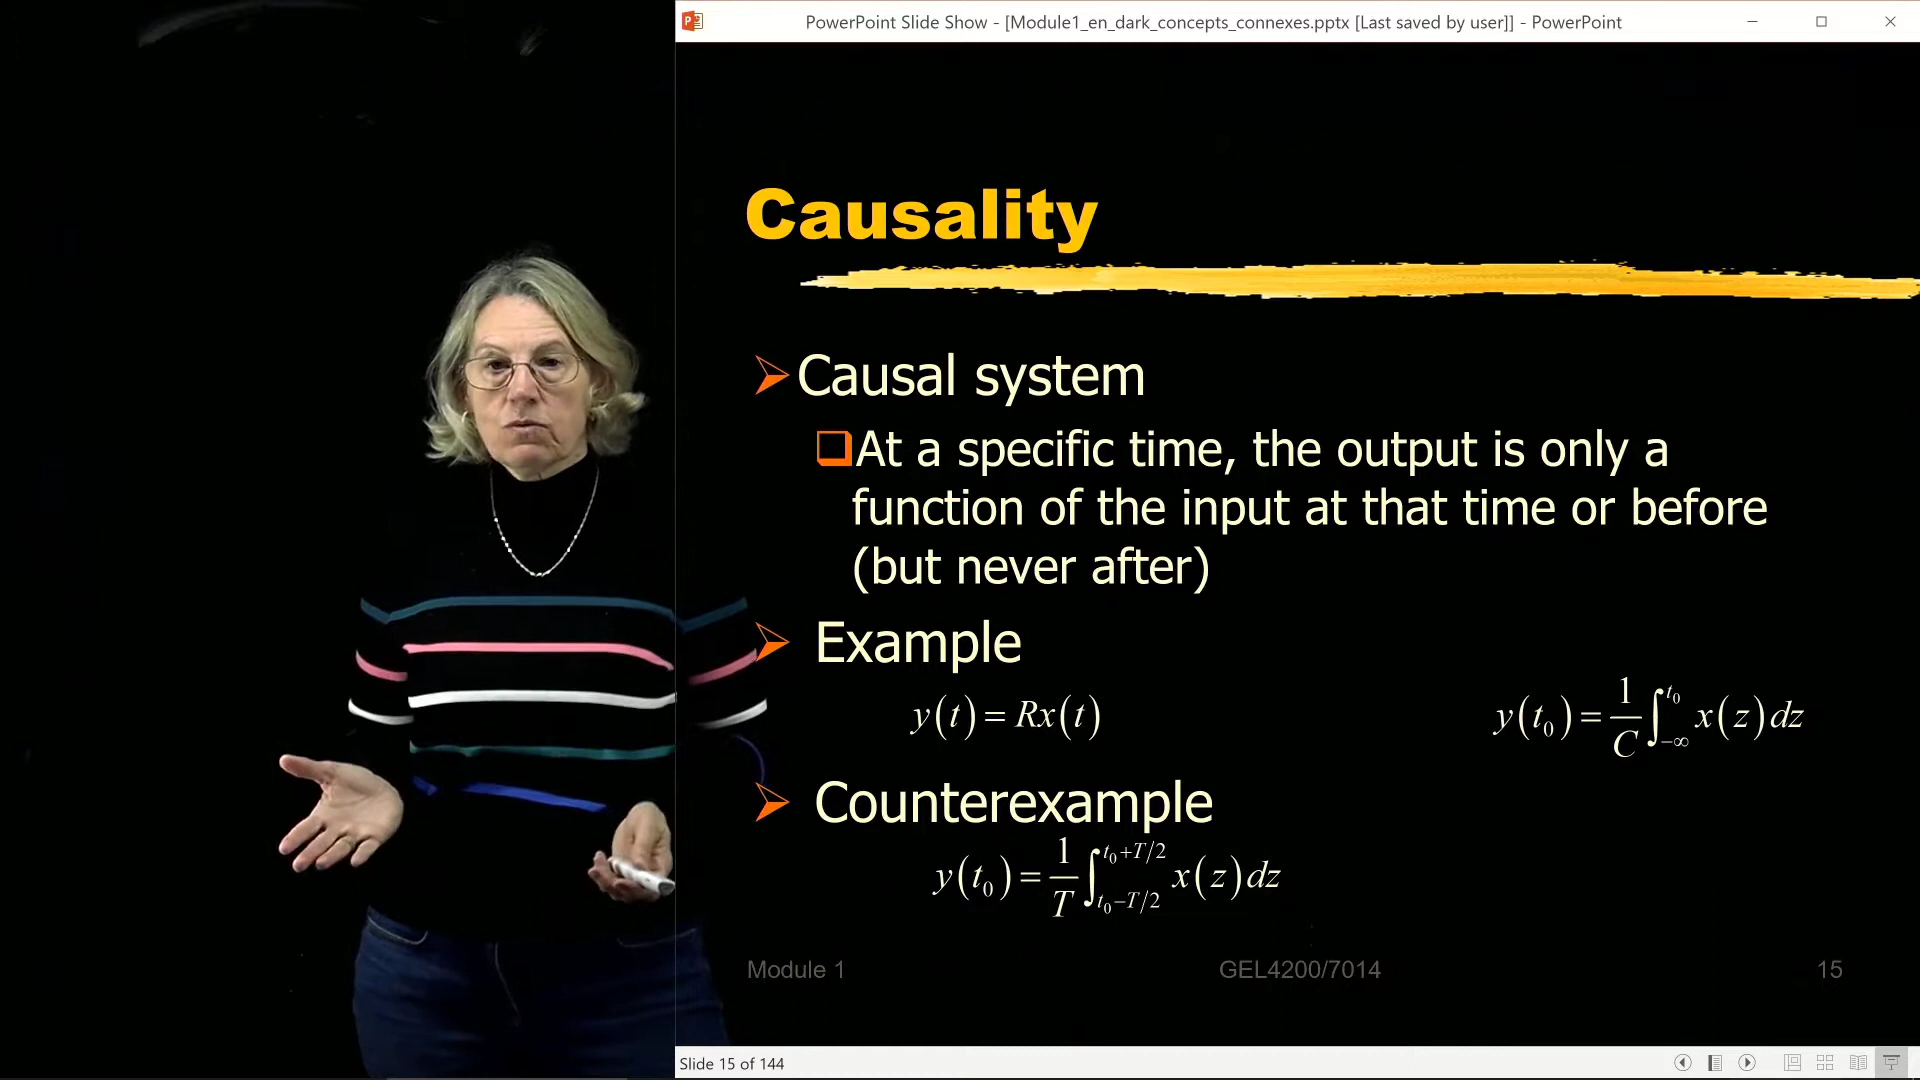 PowerPoint Slide Show - [Module1_en_dark_concepts_connexes.pptx [Last saved by user]] - PowerPoint
Causality
Causal system
At a specific time, the output is only a
function of the input at that time or before
(but never after)
Example
y(t) = Rx(t)
y(t₀) = 1/C ∫_{-∞}^{t₀} x(z) dz
Counterexample
y(t₀) = 1/T ∫_{t₀-T/2}^{t₀+T/2} x(z) dz
Module 1
GEL4200/7014
15
Slide 15 of 144